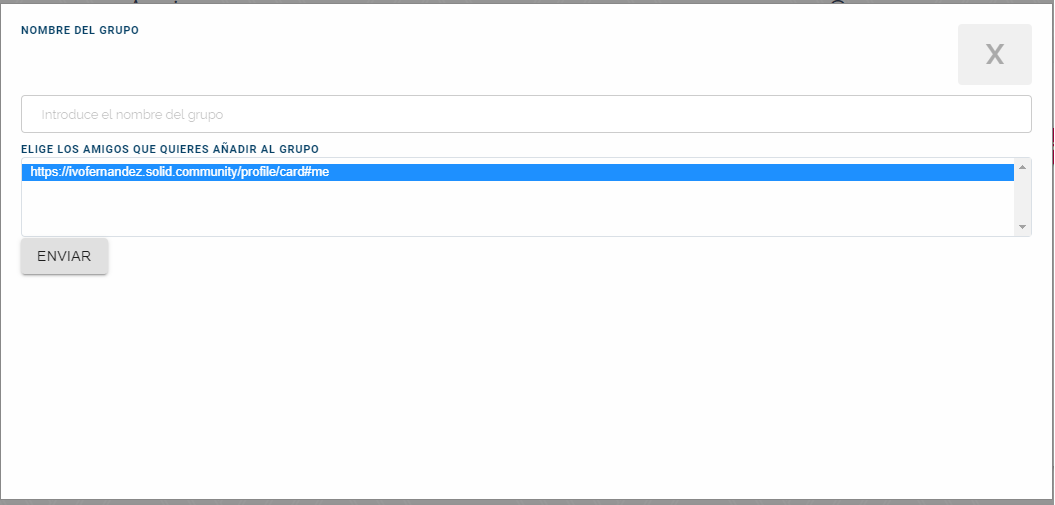 NOMBRE DEL GRUPO
X
Introduce el nombre del grupo
ELIGE LOS AMIGOS QUE QUIERES AÑADIR AL GRUPO
https://ivofernandez.solid.community/profile/card#me
ENVIAR